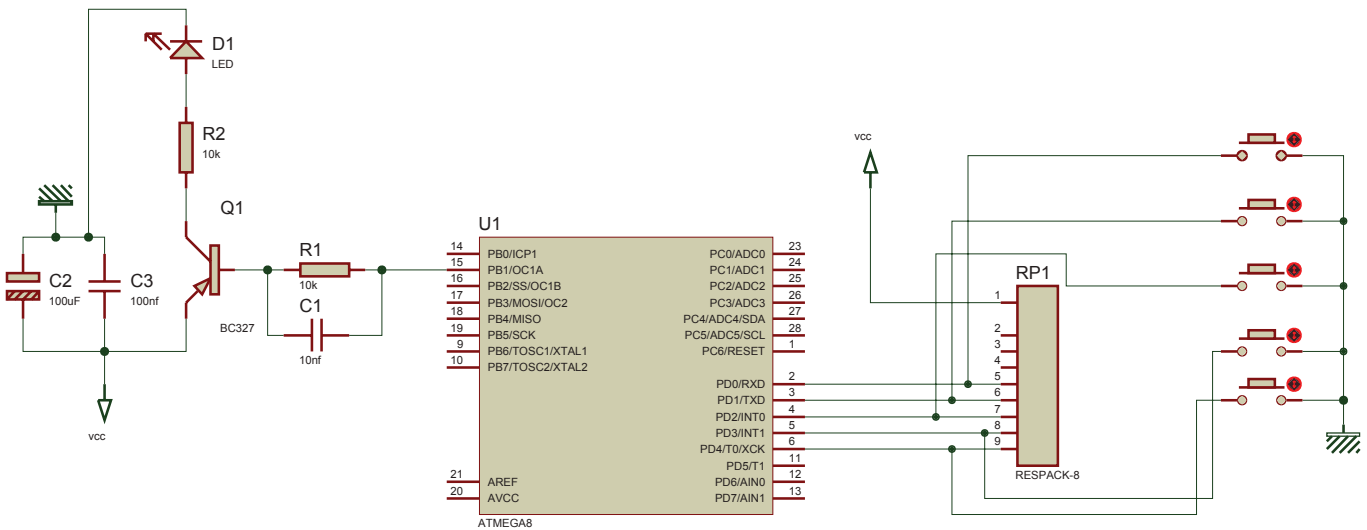 D1
LED
R2
10k
Q1
BC327
C2
100uF
C3
100nf
vcc
R1
10k
C1
10nf
U1
14 PB0/ICP1
15 PB1/OC1A
16 PB2/SS/OC1B
17 PB3/MOSI/OC2
18 PB4/MISO
19 PB5/SCK
9 PB6/TOSC1/XTAL1
10 PB7/TOSC2/XTAL2
21 AREF
20 AVCC
PC0/ADC0 23
PC1/ADC1 24
PC2/ADC2 25
PC3/ADC3 26
PC4/ADC4/SDA 27
PC5/ADC5/SCL 28
PC6/RESET 1
PD0/RXD 2
PD1/TXD 3
PD2/INT0 4
PD3/INT1 5
PD4/T0/XCK 6
PD5/T1 11
PD6/AIN0 12
PD7/AIN1 13
ATMEGA8
vcc
RP1
1
2
3
4
5
6
7
8
9
RESPACK-8